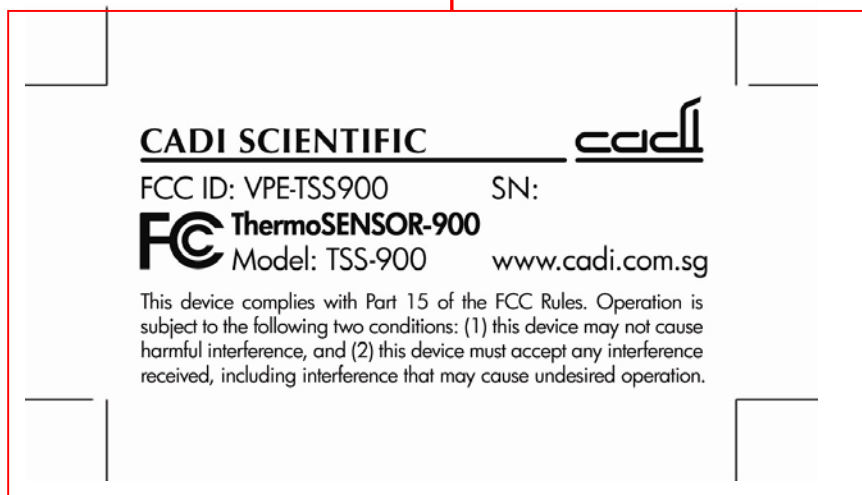 CADI SCIENTIFIC cadi
FCC ID: VPE-TSS900 SN:
FC ThermoSENSOR-900
Model: TSS-900 www.cadi.com.sg
This device complies with Part 15 of the FCC Rules. Operation is
subject to the following two conditions: (1) this device may not cause
harmful interference, and (2) this device must accept any interference
received, including interference that may cause undesired operation.